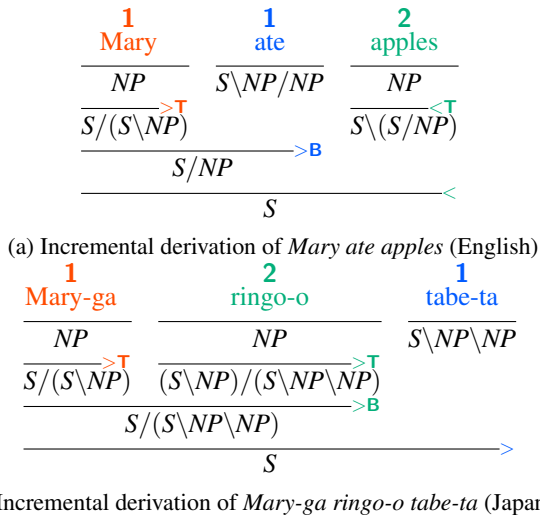 1 1 2
Mary ate apples
NP S\NP/NP NP
>T <T
S/(S\NP) S\(S/NP)
>B
S/NP
<
S
(a) Incremental derivation of Mary ate apples (English)
1 2 1
Mary-ga ringo-o tabe-ta
NP NP S\NP\NP
>T >T
S/(S\NP) (S\NP)/(S\NP\NP)
>B
S/(S\NP\NP)
>
S
Incremental derivation of Mary-ga ringo-o tabe-ta (Japan